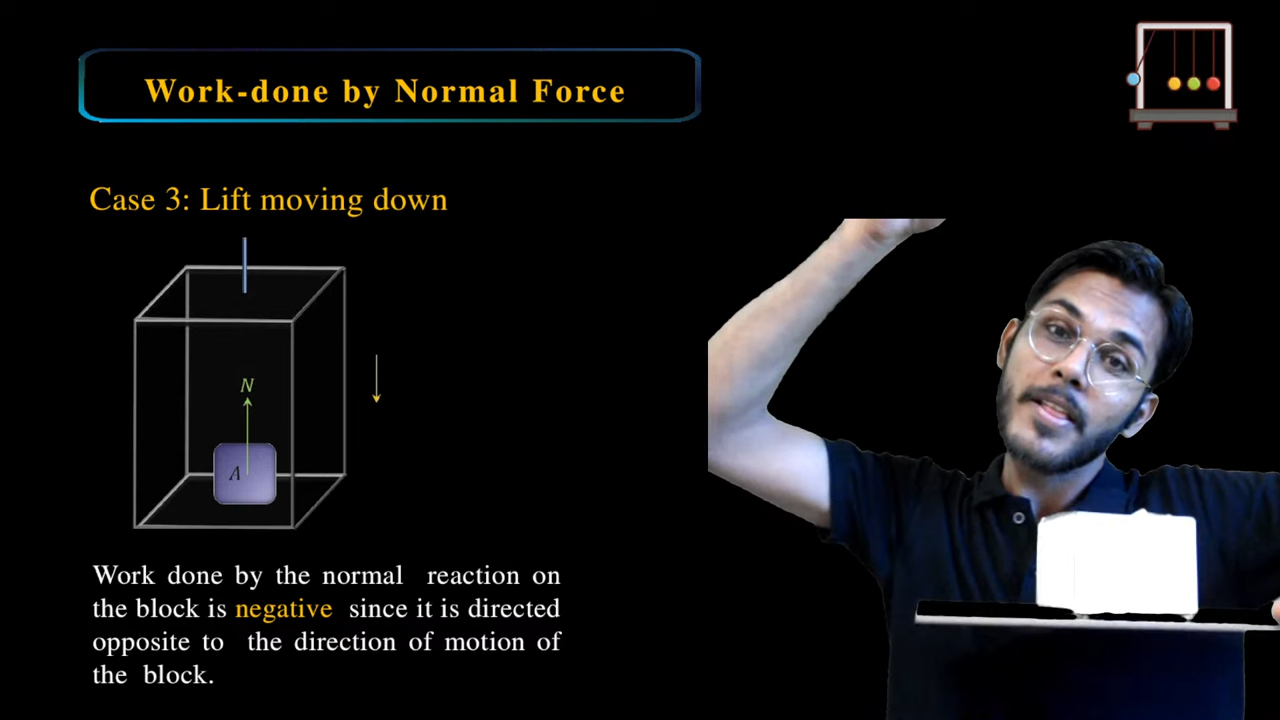 Work-done by Normal Force
Case 3: Lift moving down
N
A
Work done by the normal reaction on
the block is negative since it is directed
opposite to the direction of motion of
the block.